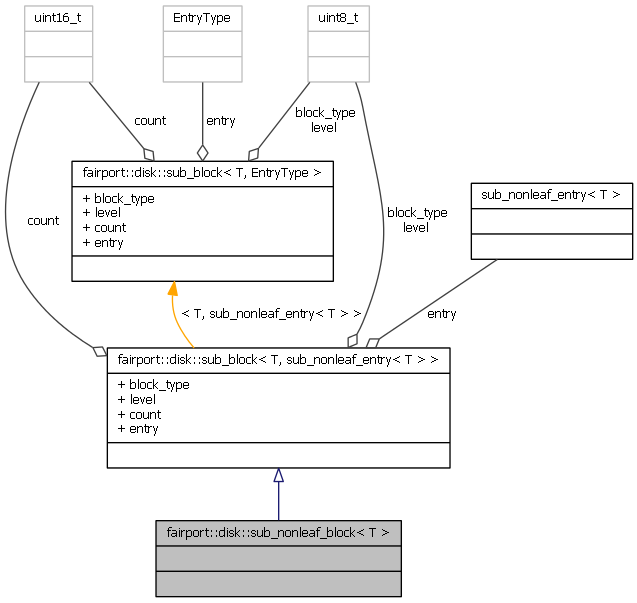 uint16_t
EntryType
uint8_t
count
entry
block_type
level
fairport::disk::sub_block< T, EntryType >
+ block_type
+ level
+ count
+ entry
sub_nonleaf_entry< T >
count
block_type
level
< T, sub_nonleaf_entry< T > >
entry
fairport::disk::sub_block< T, sub_nonleaf_entry< T > >
+ block_type
+ level
+ count
+ entry
fairport::disk::sub_nonleaf_block< T >